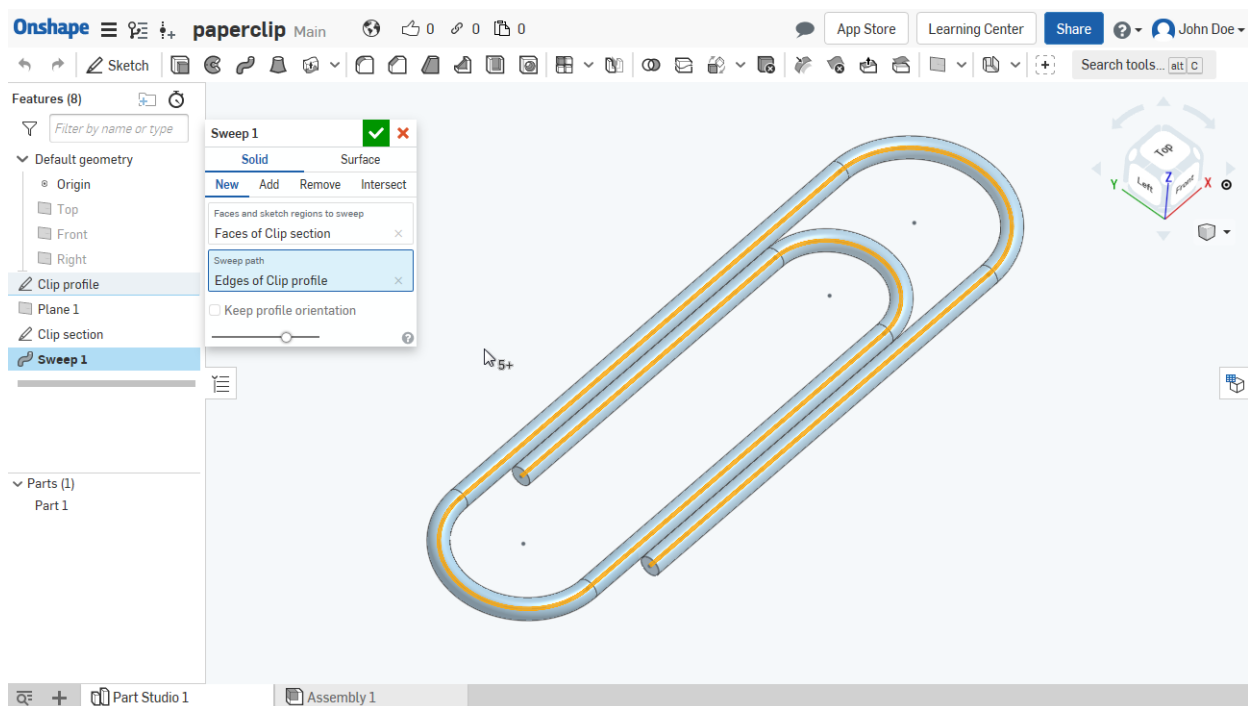 Onshape paperclip Main 0 0 0 App Store Learning Center Share John Doe
Sketch Search tools... alt C
Features (8)
Filter by name or type
Default geometry
Origin
Top
Front
Right
Clip profile
Plane 1
Clip section
Sweep 1
Parts (1)
Part 1
Sweep 1
Solid Surface
New Add Remove Intersect
Faces and sketch regions to sweep
Faces of Clip section
Sweep path
Edges of Clip profile
Keep profile orientation
5+
Top
Left Front
Y Z X
Part Studio 1 Assembly 1